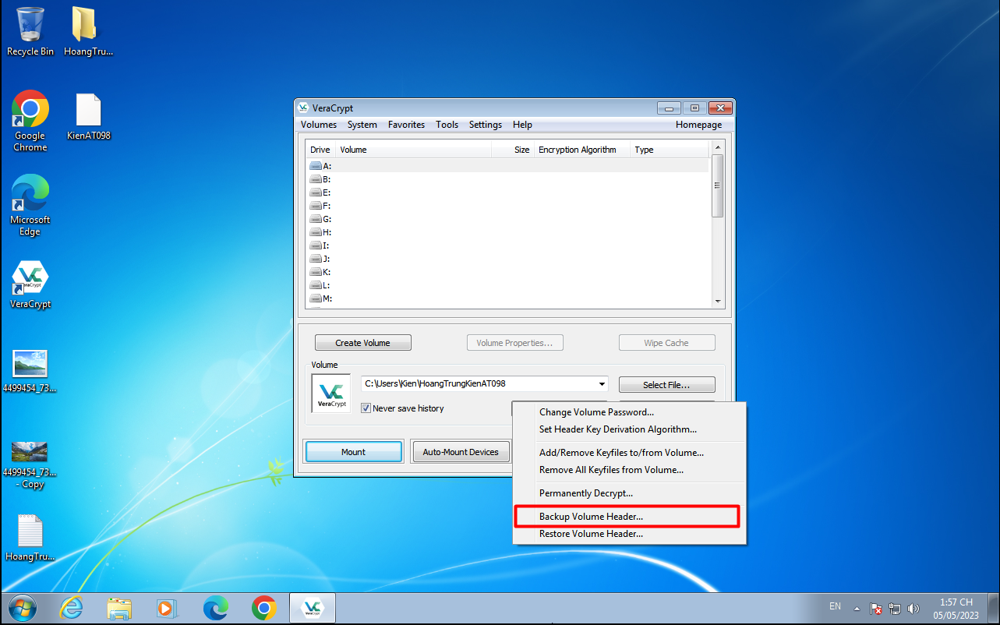 Recycle Bin
HoangTru...
Google
Chrome
KienAT098
Microsoft
Edge
VeraCrypt
4499454_73...
4499454_73...
- Copy
HoangTru...
VeraCrypt
Volumes System Favorites Tools Settings Help Homepage
Drive Volume Size Encryption Algorithm Type
A:
B:
E:
F:
G:
H:
I:
J:
K:
L:
M:
Create Volume Volume Properties... Wipe Cache
Volume
VeraCrypt
C:\Users\Kien\HoangTrungKienAT098
Select File...
Never save history
Mount Auto-Mount Devices
Change Volume Password...
Set Header Key Derivation Algorithm...
Add/Remove Keyfiles to/from Volume...
Remove All Keyfiles from Volume...
Permanently Decrypt...
Backup Volume Header...
Restore Volume Header...
EN
1:57 CH
05/05/2023